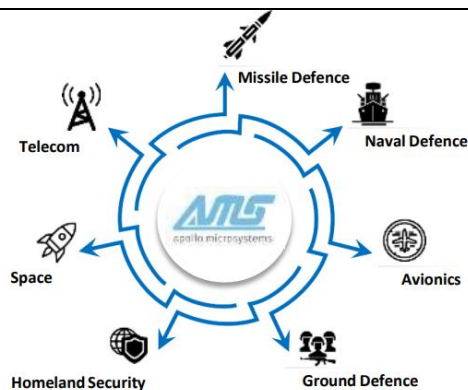 Missile Defence
Telecom
Naval Defence
AMS
apollo microsystems
Space
Avionics
Homeland Security
Ground Defence